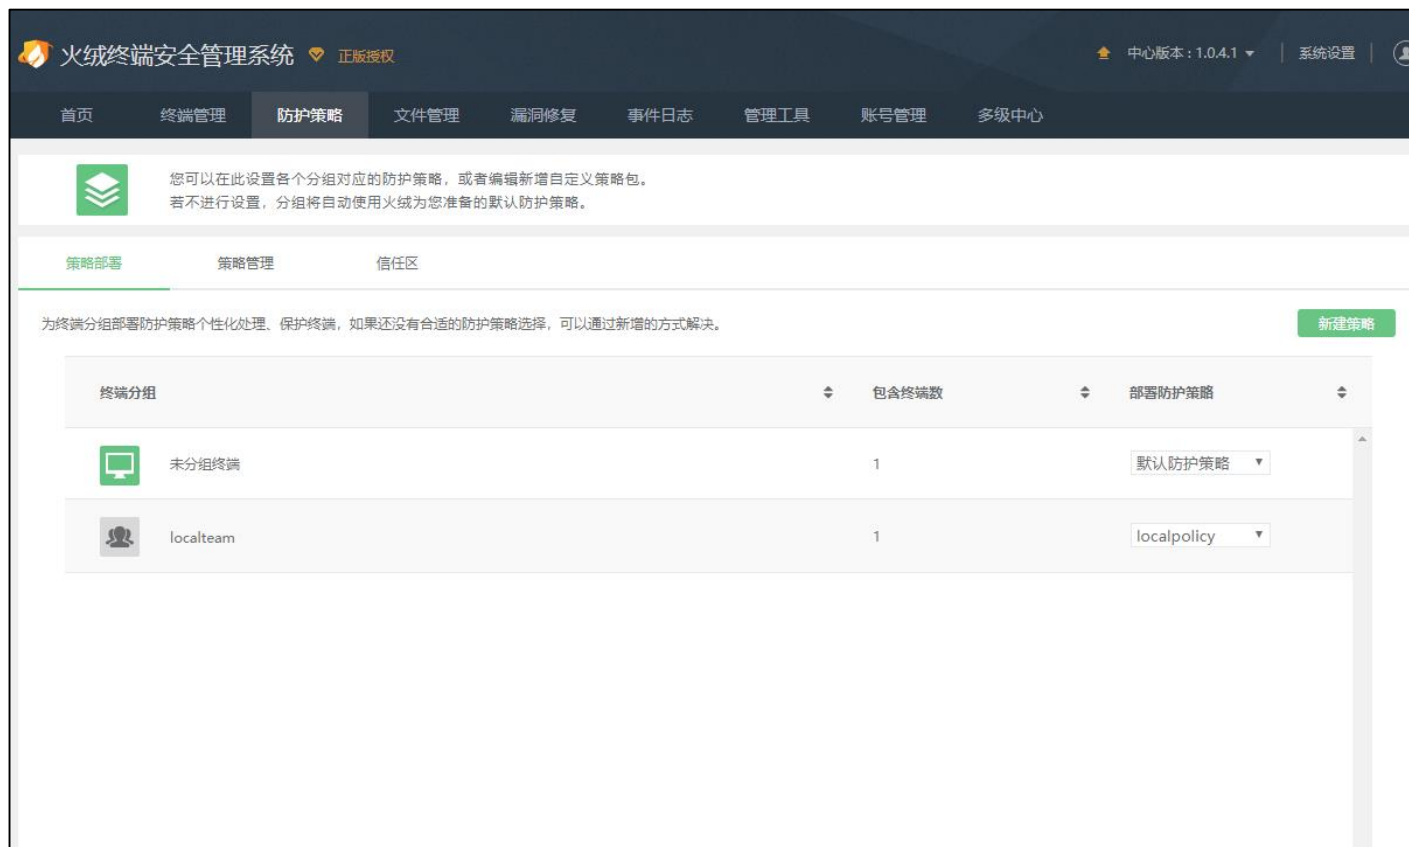 火绒终端安全管理系统 正版授权 中心版本：1.0.4.1 系统设置
首页 终端管理 防护策略 文件管理 漏洞修复 事件日志 管理工具 账号管理 多级中心
您可以在此设置各个分组对应的防护策略，或者编辑新增自定义策略包。
若不进行设置，分组将自动使用火绒为您准备的默认防护策略。
策略部署 策略管理 信任区
为终端分组部署防护策略个性化处理、保护终端，如果还没有合适的防护策略选择，可以通过新增的方式解决。 新建策略
终端分组 包含终端数 部署防护策略
未分组终端 1 默认防护策略
localteam 1 localpolicy